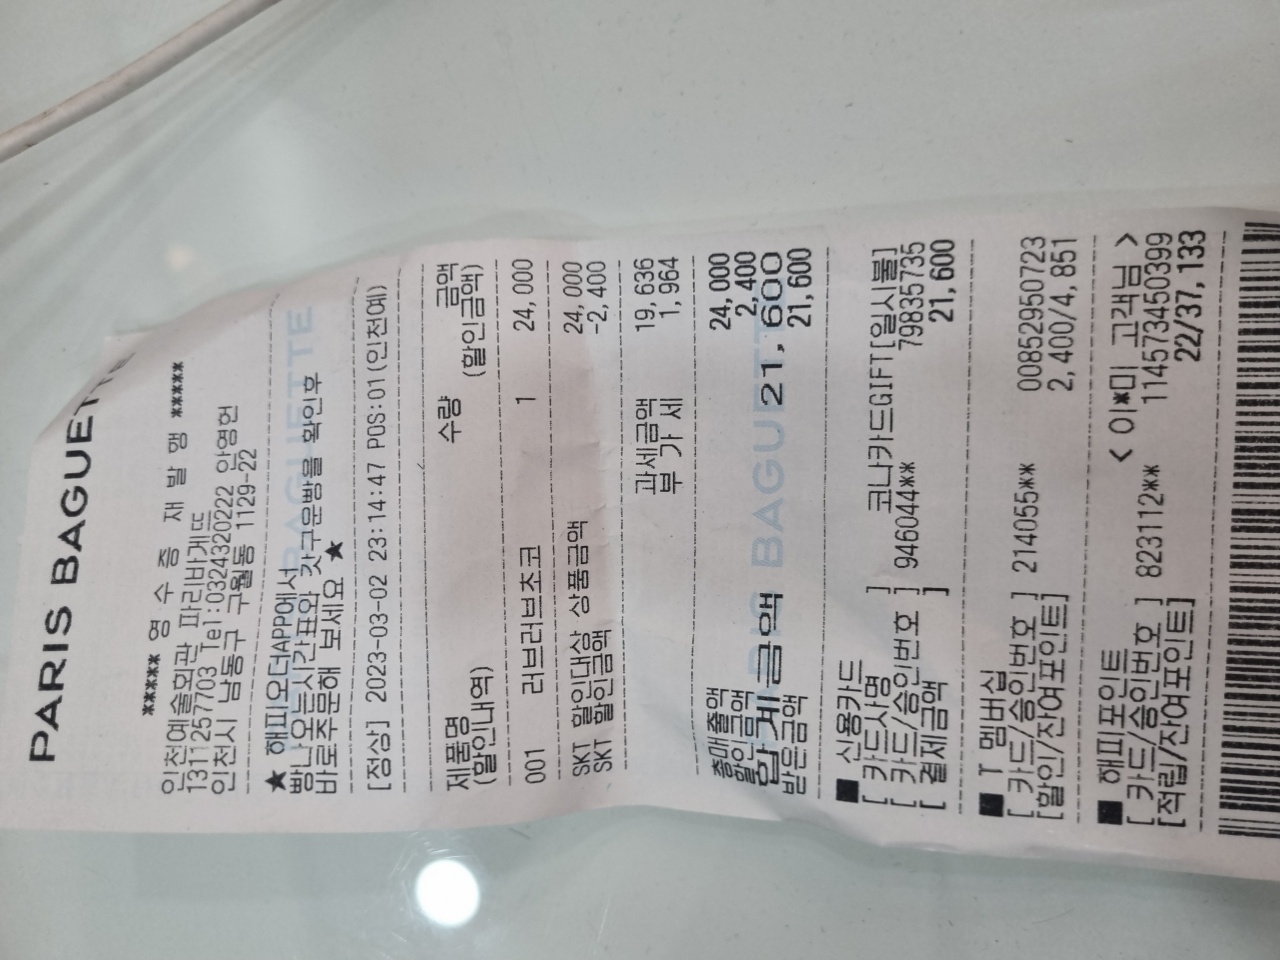 PARIS BAGUETTE
***** 영 수 증 재 발 행 ****
인천예술회관 파리바게뜨
1311257703 Tel:0324320222 안영헌
인천시 남동구 구월동 1129-22
★ 해피오더APP에서
빵나오는시간표와 갓구운빵을 확인후
바로주문해 보세요 ★
[정상] 2023-03-02 23:14:47 POS:01(인천예)
제품명 수량 금액
(할인내역) (할인금액)
001 러브러브초코 1 24,000
SKT 할인대상 상품금액 24,000
SKT 할인금액 -2,400
과세금액 19,636
부 가 세 1,964
총매출액 24,000
할인금액 2,400
합계금액 21,600
받은금액 21,600
■ 신용카드
[ 카드사명 ] 코나카드GIFT[일시불]
[ 카드/승인번호 ] 946044** 79835735
[ 결제금액 ] 21,600
■ T 멤버십
[ 카드/승인번호 ] 214055** 008529507​23
[할인/잔여포인트] 2,400/4,851
■ 해피포인트 < 이*미 고객님 >
[ 카드/승인번호 ] 823112** 114573450399
[적립/잔여포인트] 22/37,133